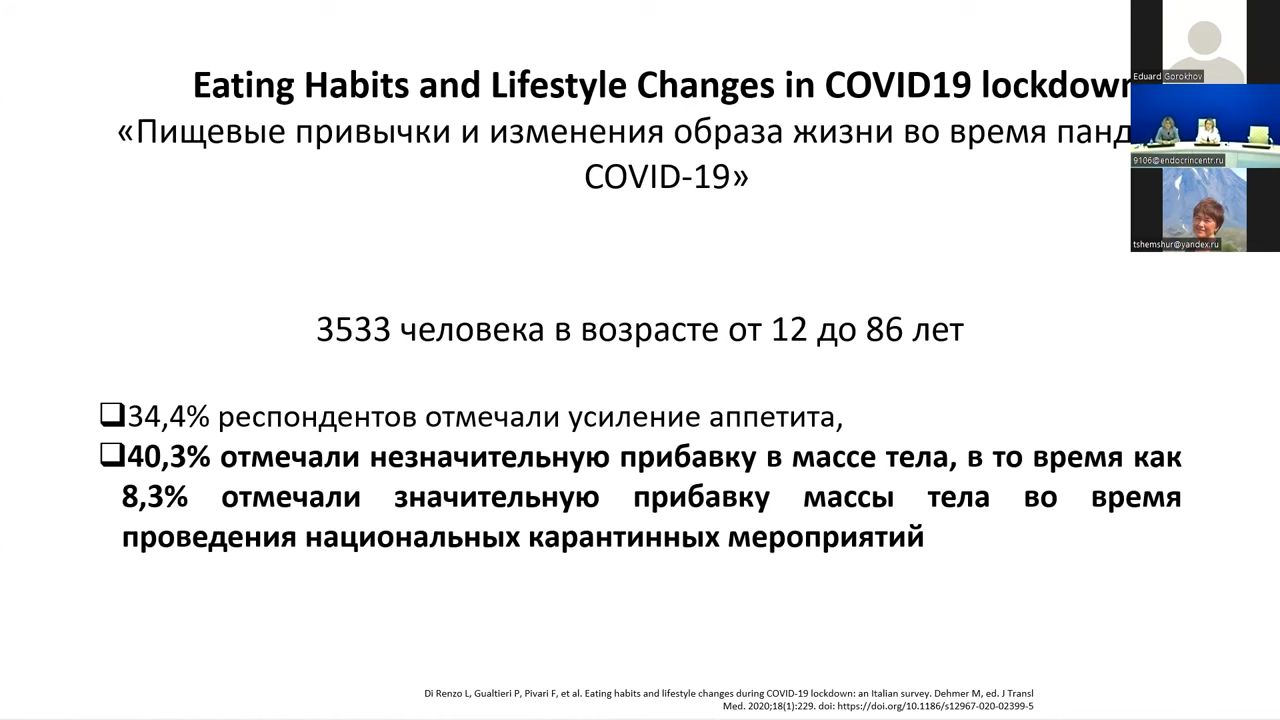 Eating Habits and Lifestyle Changes in COVID19 lockdown
«Пищевые привычки и изменения образа жизни во время
COVID-19»
Eduard Gorokhov
9106@endocrincentr.ru
tshemshur@yandex.ru
3533 человека в возрасте от 12 до 86 лет
34,4% респондентов отмечали усиление аппетита,
40,3% отмечали незначительную прибавку в массе тела, в то время как
8,3% отмечали значительную прибавку массы тела во время
проведения национальных карантинных мероприятий
Di Renzo L, Gualtieri P, Pivari F, et al. Eating habits and lifestyle changes during COVID-19 lockdown: an Italian survey. Dehmer M, ed. J Transl
Med. 2020;18(1):229. doi: https://doi.org/10.1186/s12967-020-02399-5